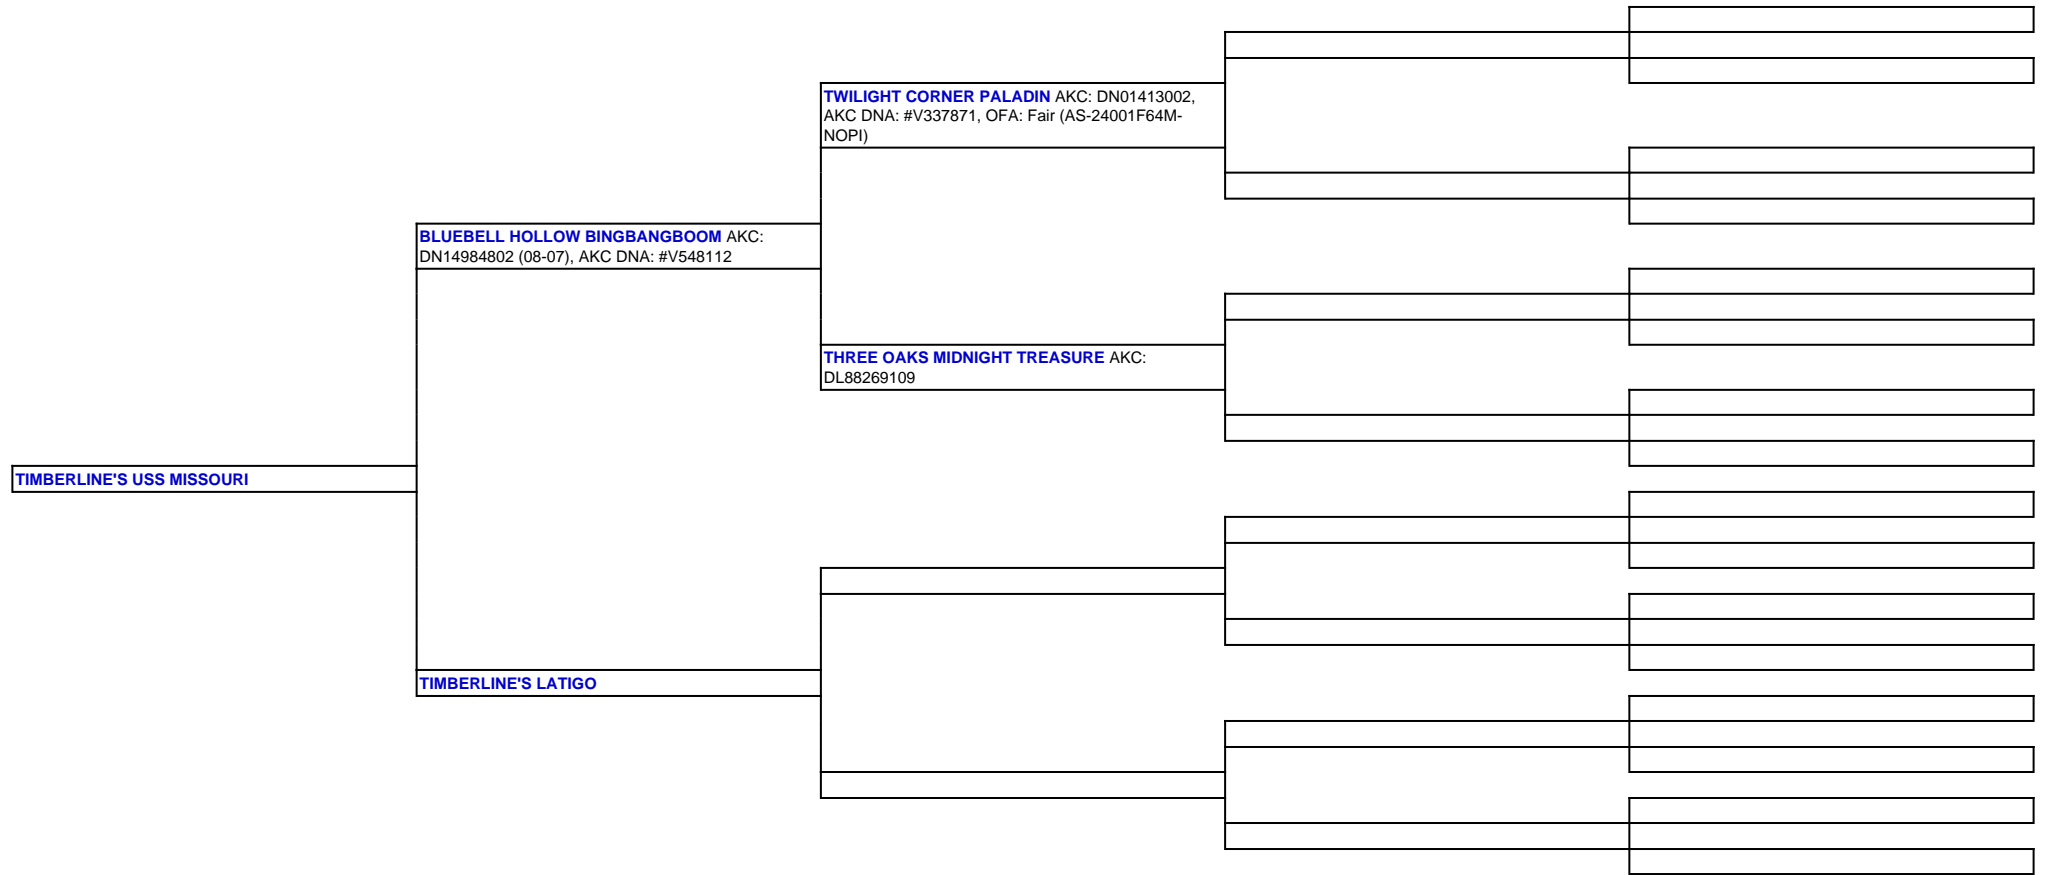 TWILIGHT CORNER PALADIN AKC: DN01413002,
AKC DNA: #V337871, OFA: Fair (AS-24001F64M-
NOPI)
BLUEBELL HOLLOW BINGBANGBOOM AKC:
DN14984802 (08-07), AKC DNA: #V548112
THREE OAKS MIDNIGHT TREASURE AKC:
DL88269109
TIMBERLINE'S USS MISSOURI
TIMBERLINE'S LATIGO